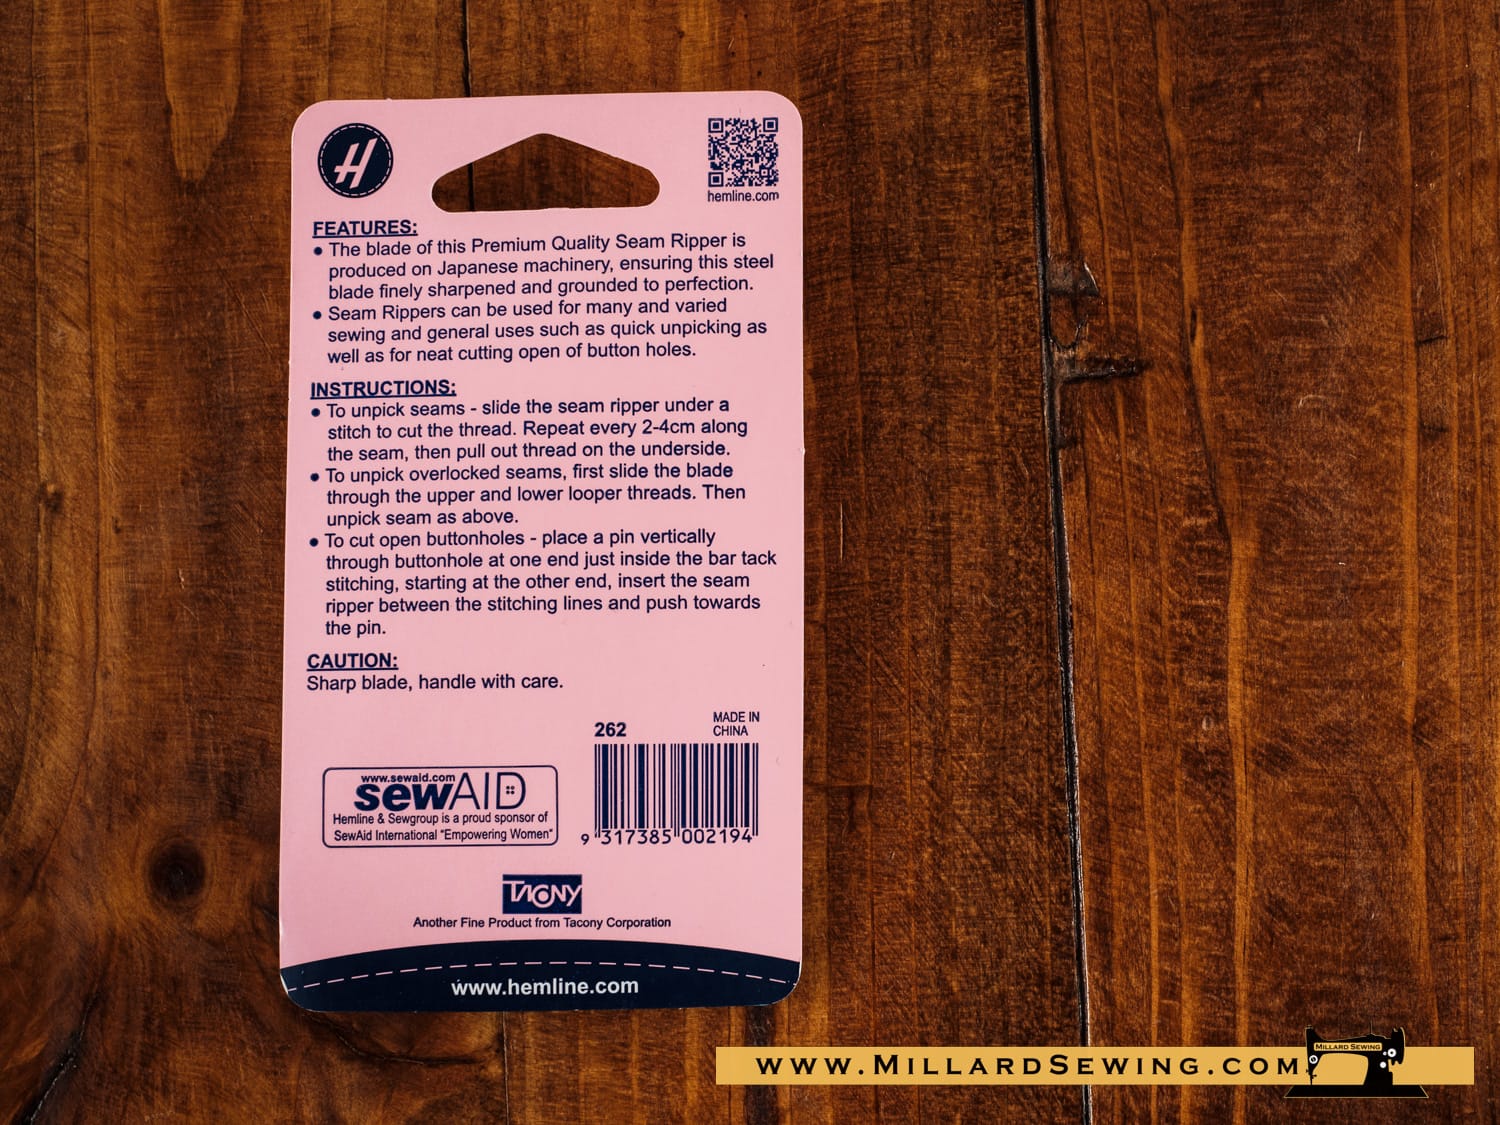 H
hemline.com
FEATURES:
• The blade of this Premium Quality Seam Ripper is
produced on Japanese machinery, ensuring this steel
blade finely sharpened and grounded to perfection.
• Seam Rippers can be used for many and varied
sewing and general uses such as quick unpicking as
well as for neat cutting open of button holes.
INSTRUCTIONS:
• To unpick seams - slide the seam ripper under a
stitch to cut the thread. Repeat every 2-4cm along
the seam, then pull out thread on the underside.
• To unpick overlocked seams, first slide the blade
through the upper and lower looper threads. Then
unpick seam as above.
• To cut open buttonholes - place a pin vertically
through buttonhole at one end just inside the bar tack
stitching, starting at the other end, insert the seam
ripper between the stitching lines and push towards
the pin.
CAUTION:
Sharp blade, handle with care.
262
MADE IN
CHINA
9 317385 002194
www.sewaid.com
sewAID
Hemline & Sewgroup is a proud sponsor of
SewAid International "Empowering Women"
TACONY
Another Fine Product from Tacony Corporation
www.hemline.com
www.MillardSewing.com
Millard Sewing